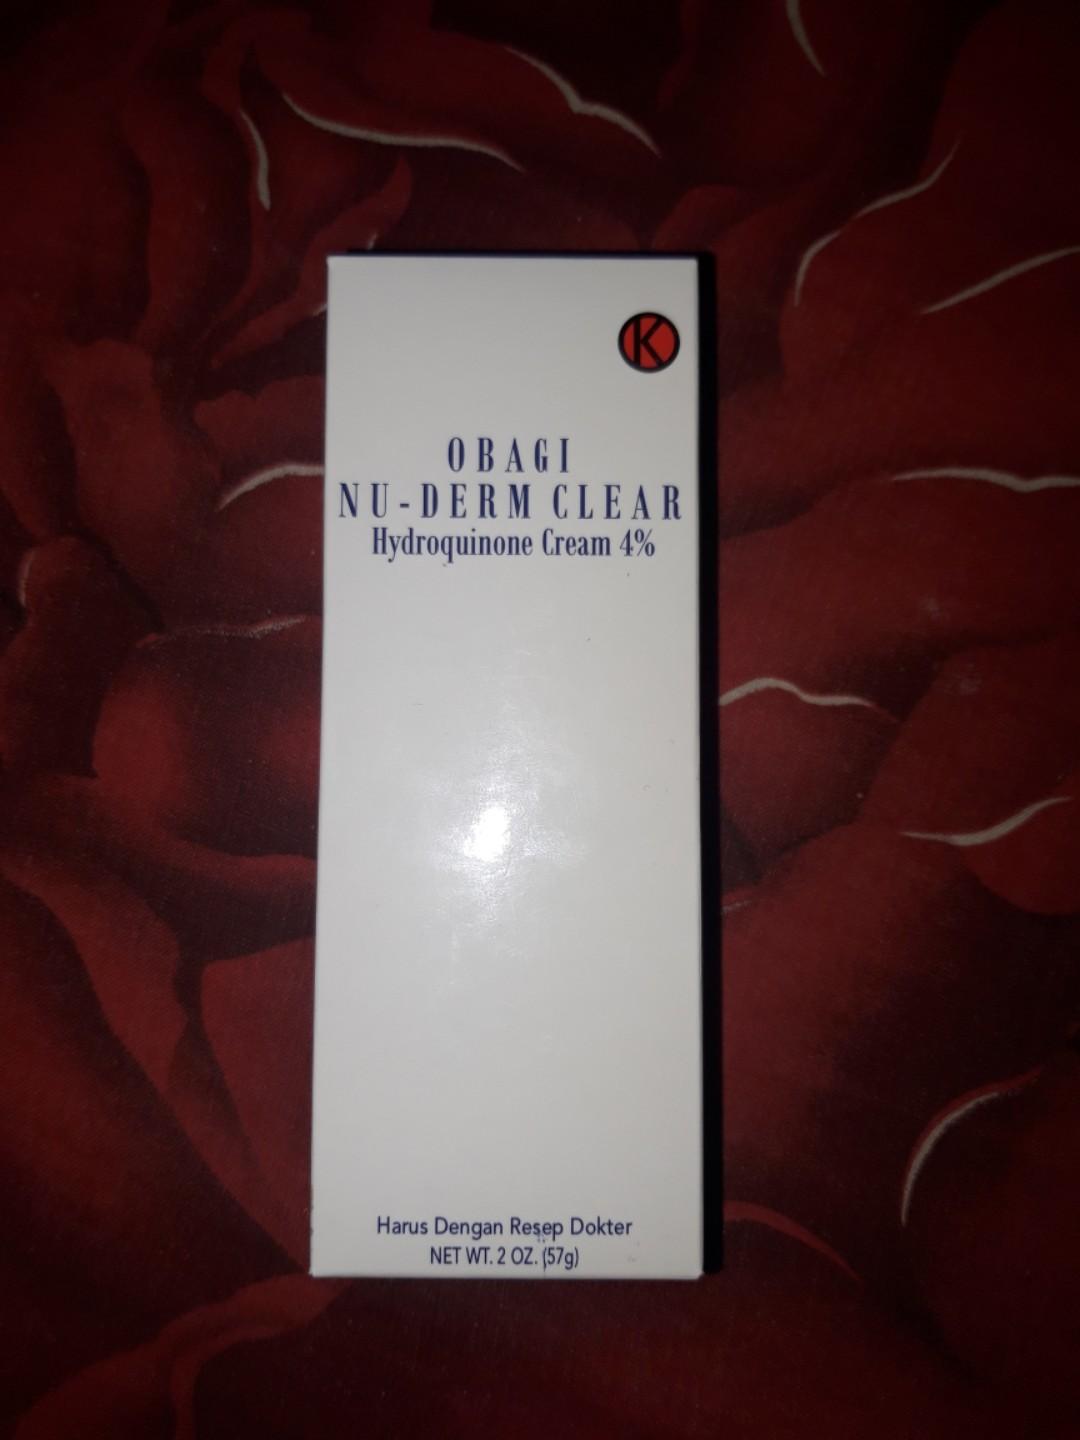 K
OBAGI
NU-DERM CLEAR
Hydroquinone Cream 4%
Harus Dengan Resep Dokter
NET WT. 2 OZ. (57g)